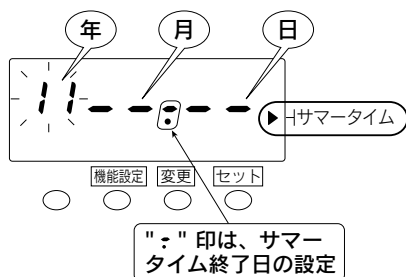 年 月 日
11 – – : – –
▶ サマータイム
機能設定 変更 セット
" : " 印は、サマー
タイム終了日の設定